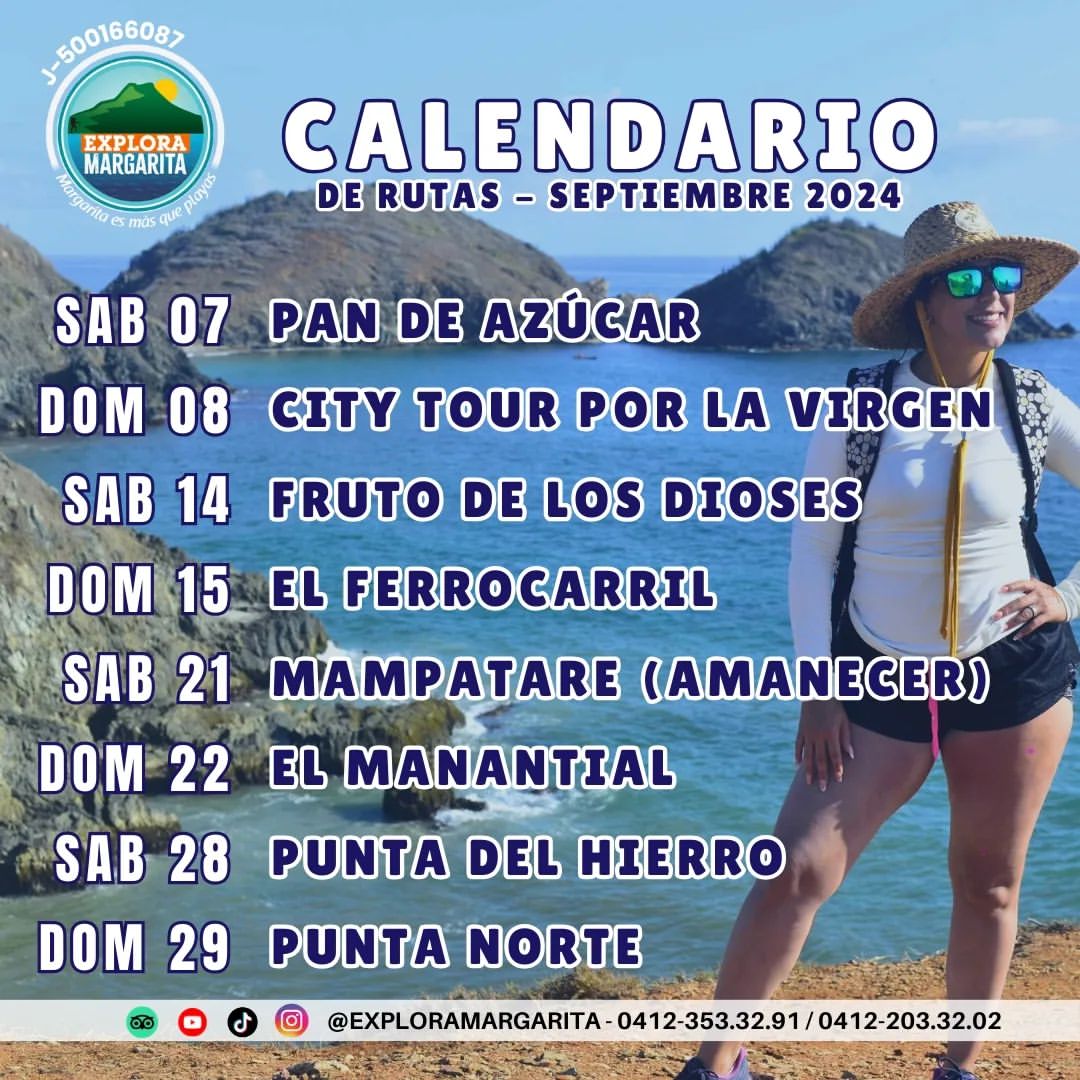 J-500166087
EXPLORA
MARGARITA
Margarita es más que playas
CALENDARIO
DE RUTAS – SEPTIEMBRE 2024
SAB 07 PAN DE AZÚCAR
DOM 08 CITY TOUR POR LA VIRGEN
SAB 14 FRUTO DE LOS DIOSES
DOM 15 EL FERROCARRIL
SAB 21 MAMPATARE (AMANECER)
DOM 22 EL MANANTIAL
SAB 28 PUNTA DEL HIERRO
DOM 29 PUNTA NORTE
@EXPLORAMARGARITA - 0412-353.32.91 / 0412-203.32.02